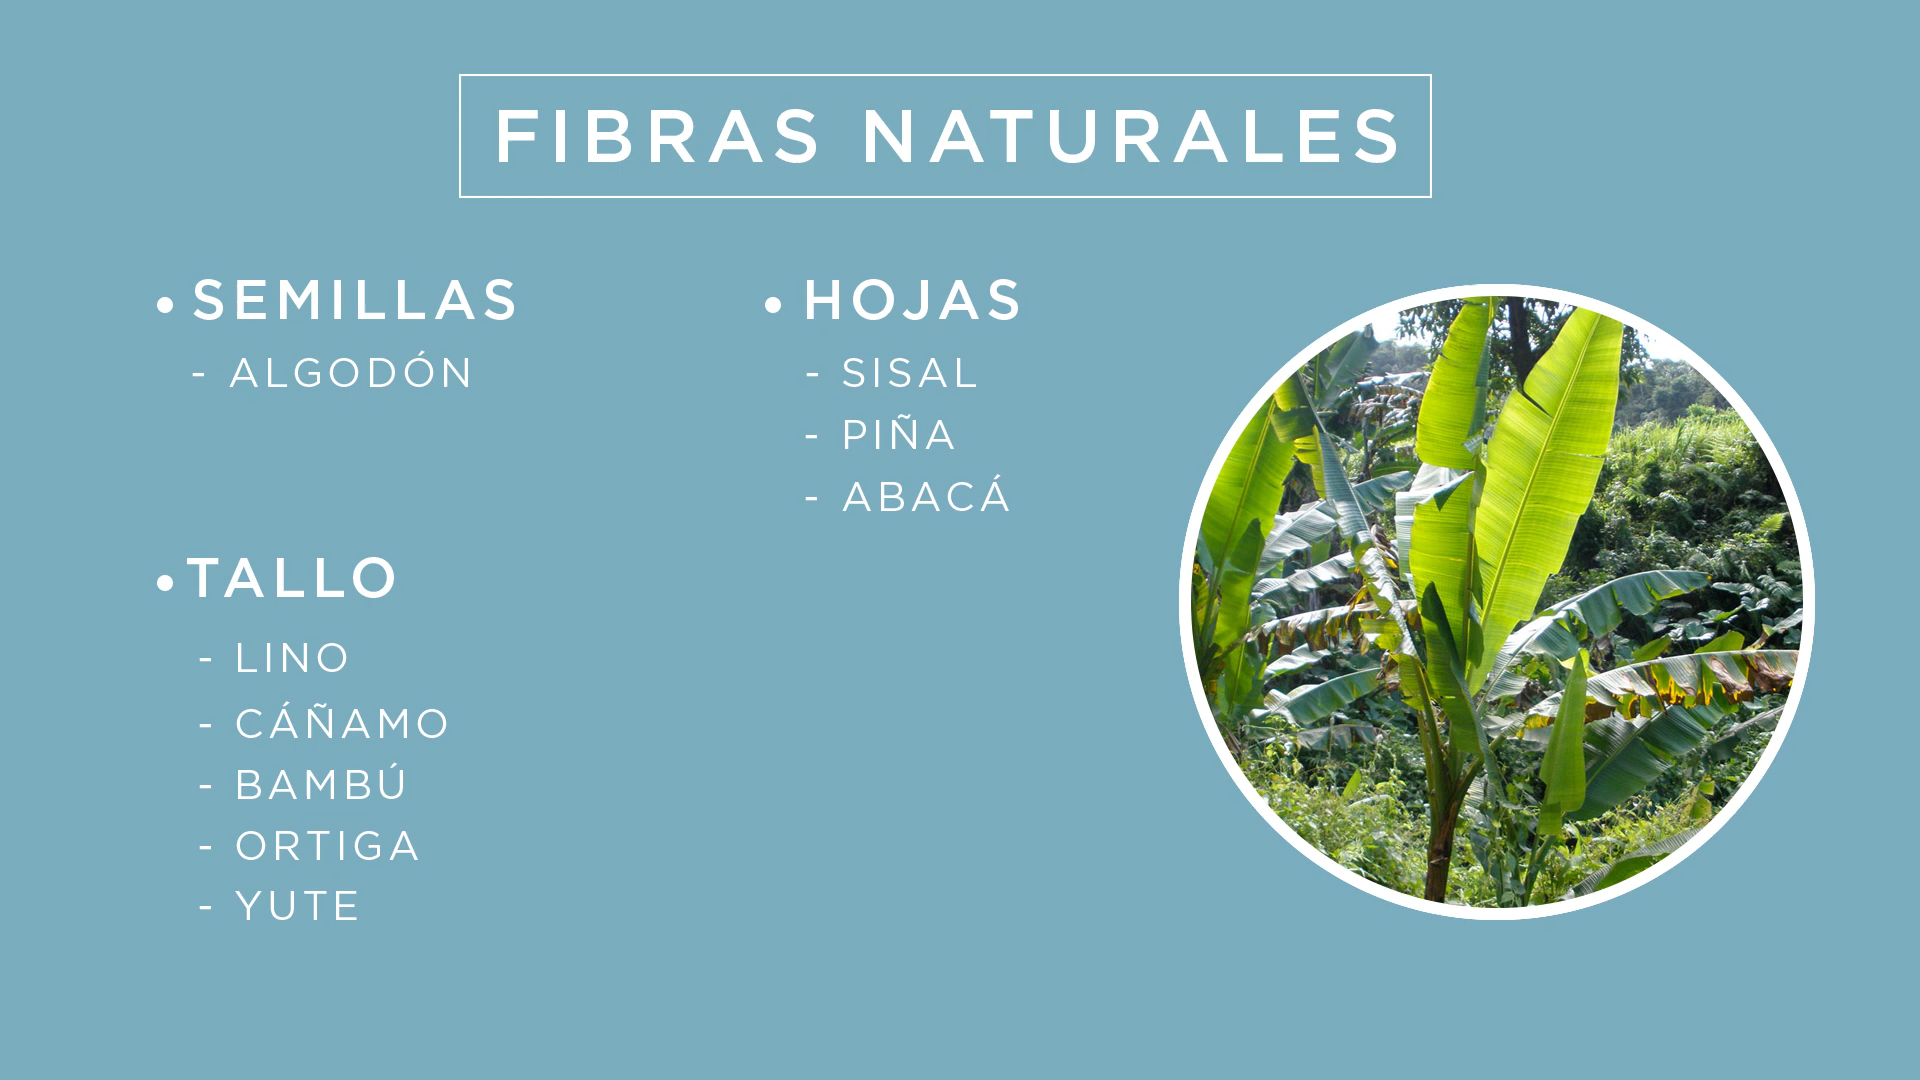 FIBRAS NATURALES
• SEMILLAS
- ALGODÓN
• TALLO
- LINO
- CÁÑAMO
- BAMBÚ
- ORTIGA
- YUTE
• HOJAS
- SISAL
- PIÑA
- ABACÁ